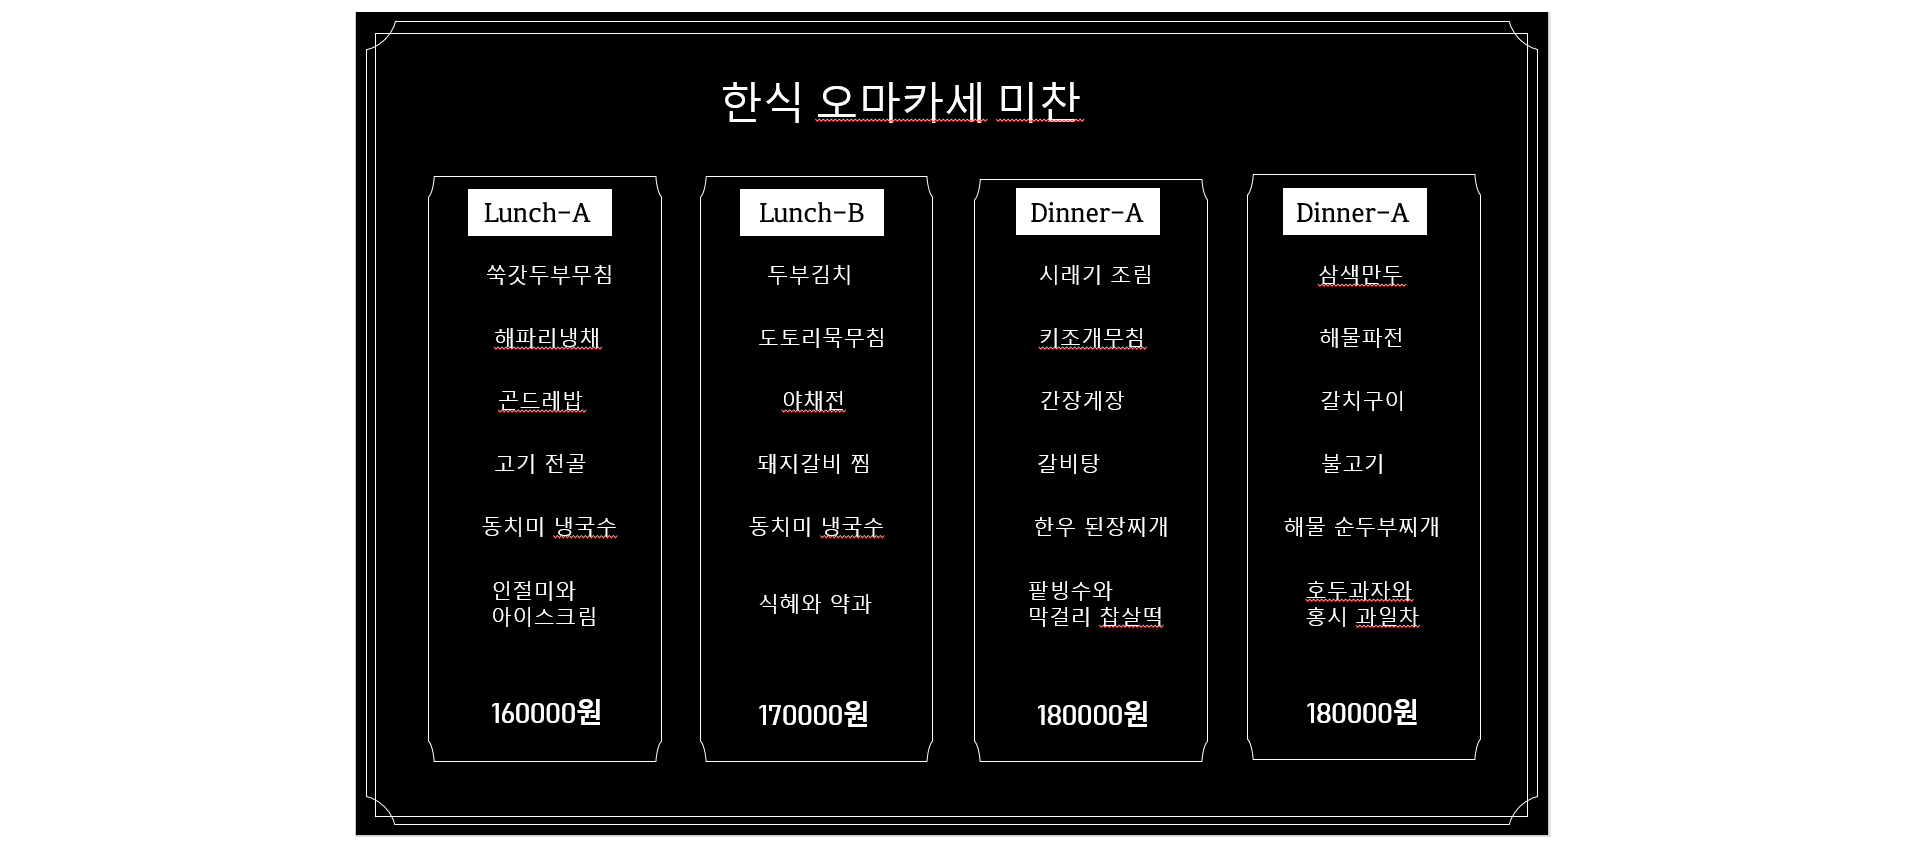 한식 오마카세 미찬
Lunch-A
쑥갓두부무침
해파리냉채
곤드레밥
고기 전골
동치미 냉국수
인절미와
아이스크림
160000원
Lunch-B
두부김치
도토리묵무침
야채전
돼지갈비 찜
동치미 냉국수
식혜와 약과
170000원
Dinner-A
시래기 조림
키조개무침
간장게장
갈비탕
한우 된장찌개
팥빙수와
막걸리 찹살떡
180000원
Dinner-A
삼색만두
해물파전
갈치구이
불고기
해물 순두부찌개
호두과자와
홍시 과일차
180000원